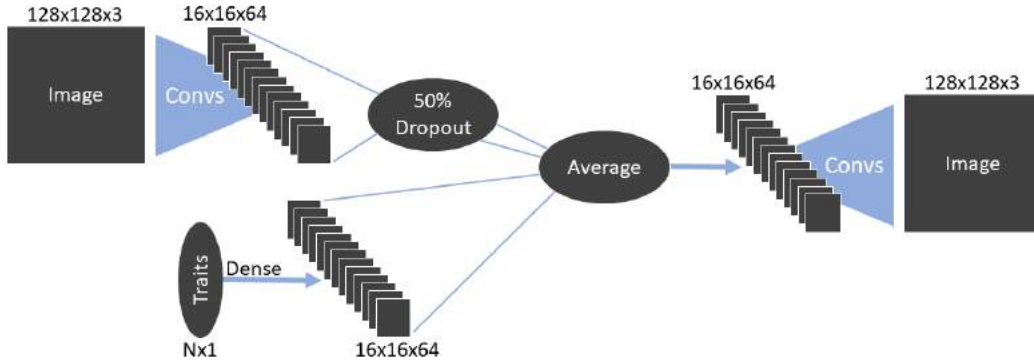 128x128x3
Image
Convs
16x16x64
50%
Dropout
Average
16x16x64
Convs
128x128x3
Image
Traits
Nx1
Dense
16x16x64